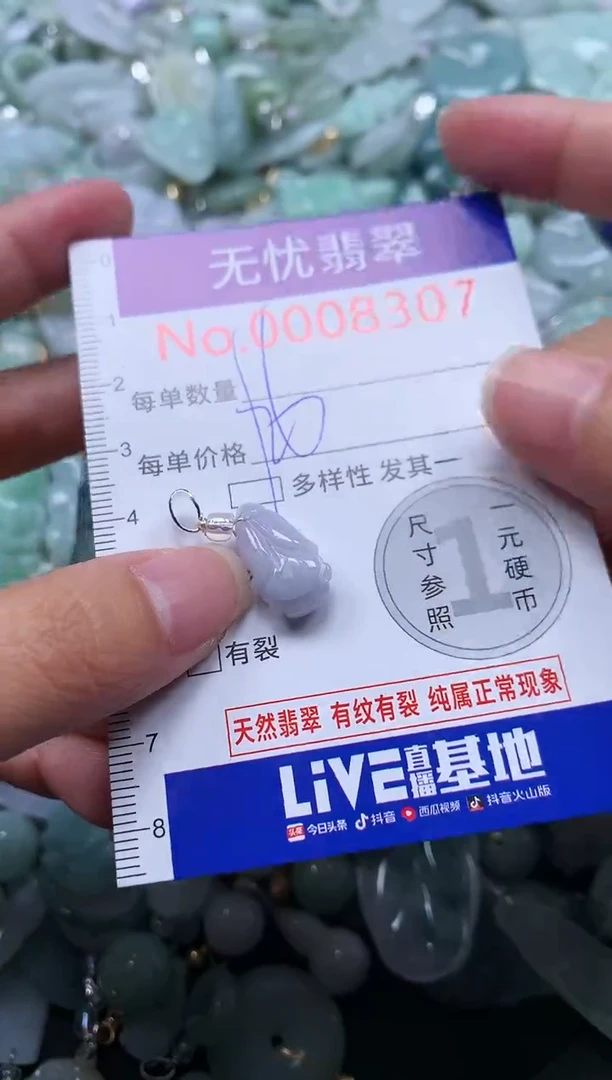 无忧翡翠
No.0008307
0
1
2
每单数量
3
每单价格
多样性 发其一
4
尺寸参照
1
一元硬币
有裂
天然翡翠 有纹有裂 纯属正常现象
7
LiVE直播基地
8
头条 今日头条 抖音 西瓜视频 抖音火山版